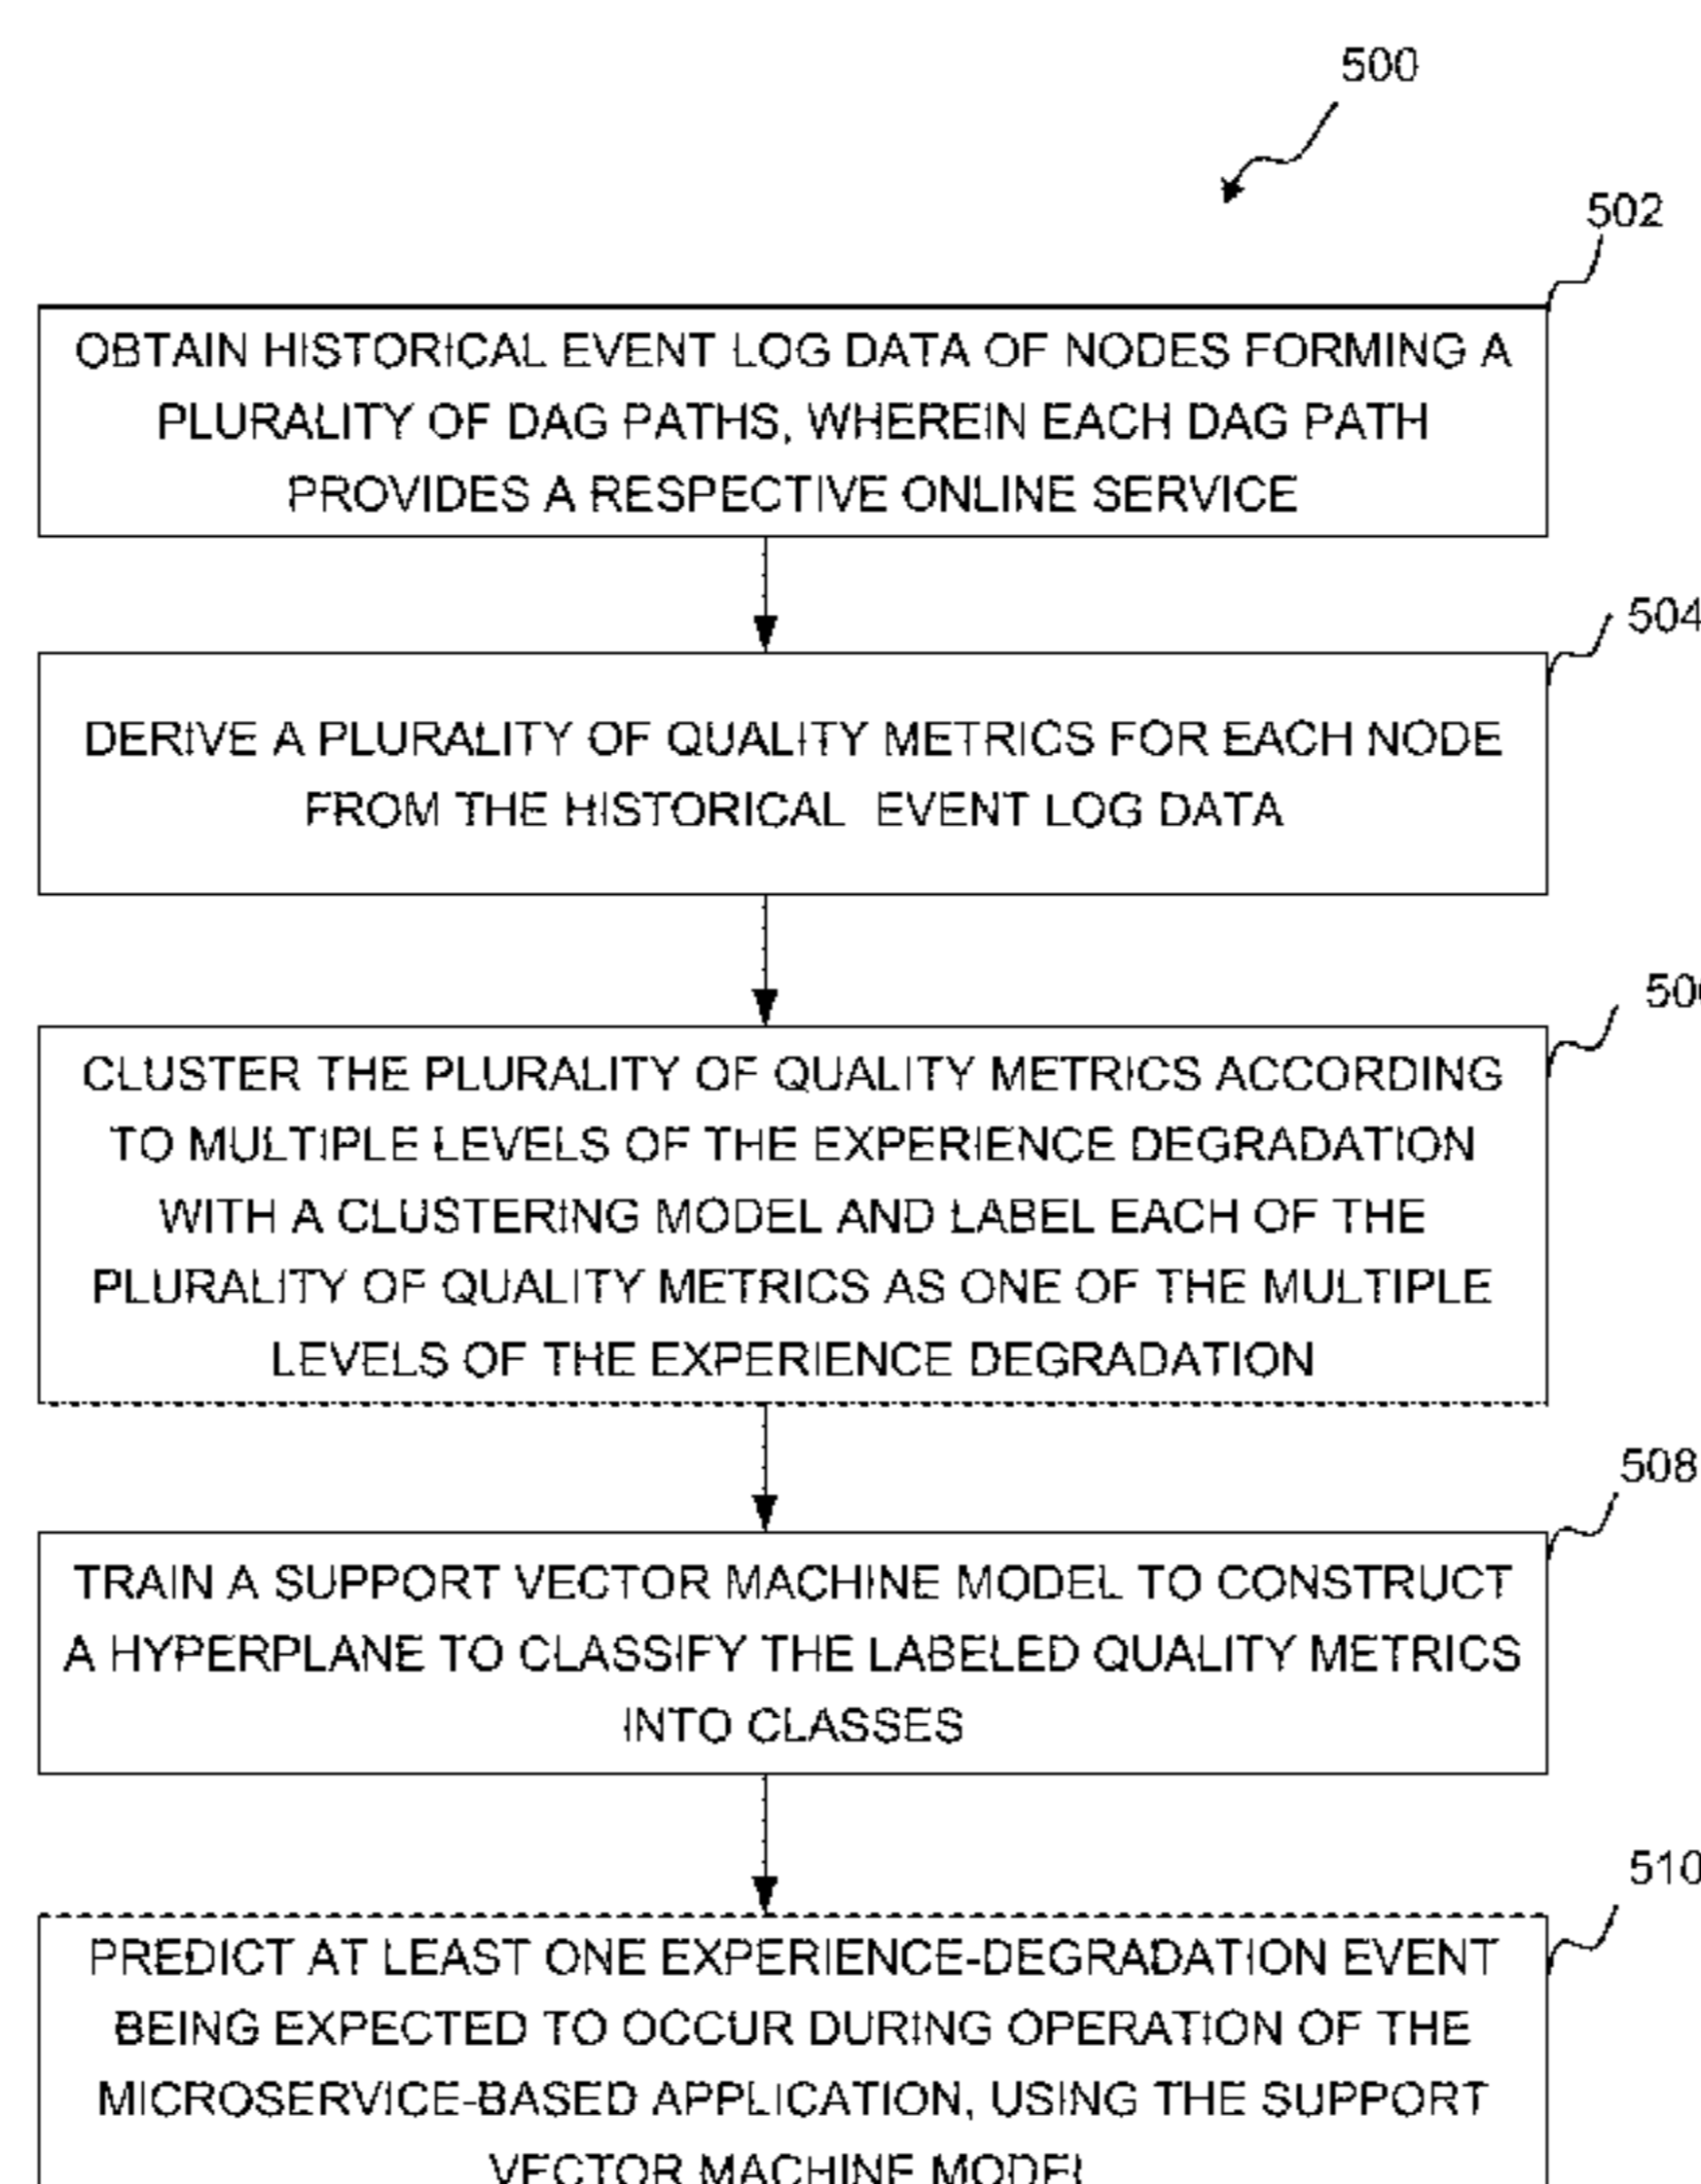 500
502
OBTAIN HISTORICAL EVENT LOG DATA OF NODES FORMING A
PLURALITY OF DAG PATHS, WHEREIN EACH DAG PATH
PROVIDES A RESPECTIVE ONLINE SERVICE
504
DERIVE A PLURALITY OF QUALITY METRICS FOR EACH NODE
FROM THE HISTORICAL EVENT LOG DATA
CLUSTER THE PLURALITY OF QUALITY METRICS ACCORDING
TO MULTIPLE LEVELS OF THE EXPERIENCE DEGRADATION
WITH A CLUSTERING MODEL AND LABEL EACH OF THE
PLURALITY OF QUALITY METRICS AS ONE OF THE MULTIPLE
LEVELS OF THE EXPERIENCE DEGRADATION
508
TRAIN A SUPPORT VECTOR MACHINE MODEL TO CONSTRUCT
A HYPERPLANE TO CLASSIFY THE LABELED QUALITY METRICS
INTO CLASSES
510
PREDICT AT LEAST ONE EXPERIENCE-DEGRADATION EVENT
BEING EXPECTED TO OCCUR DURING OPERATION OF THE
MICROSERVICE-BASED APPLICATION, USING THE SUPPORT
VECTOR MACHINE MODEL